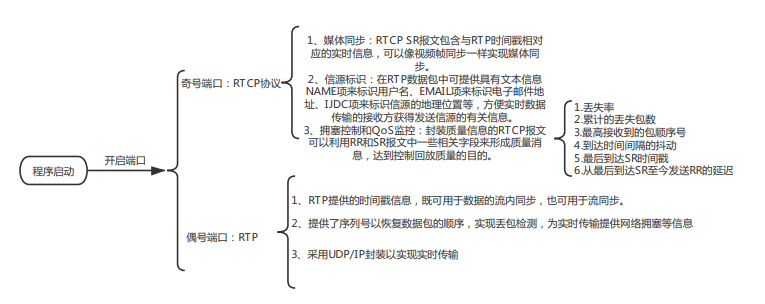 程序启动
开启端口
奇号端口：RTCP协议
1、媒体同步：RTCP SR报文包含与RTP时间戳相对
应的实时信息，可以像视频帧同步一样实现媒体同
步。
2、信源标识：在RTP数据包中可提供具有文本信息
NAME项来标识用户名、EMAIL项来标识电子邮件地
址、IJDC项来标识信源的地理位置等，方便实时数据
传输的接收方获得发送信源的有关信息。
3、拥塞控制和QoS监控：封装质量信息的RTCP报文
可以利用RR和SR报文中一些相关字段来形成质量消
息，达到控制回放质量的目的。
1.丢失率
2.累计的丢失包数
3.最高接收到的包顺序号
4.到达时间间隔的抖动
5.最后到达SR时间戳
6.从最后到达SR至今发送RR的延迟
偶号端口：RTP
1、RTP提供的时间戳信息，既可用于数据的流内同步，也可用于流同步。
2、提供了序列号以恢复数据包的顺序，实现丢包检测，为实时传输提供网络拥塞等信息
3、采用UDP/IP封装以实现实时传输